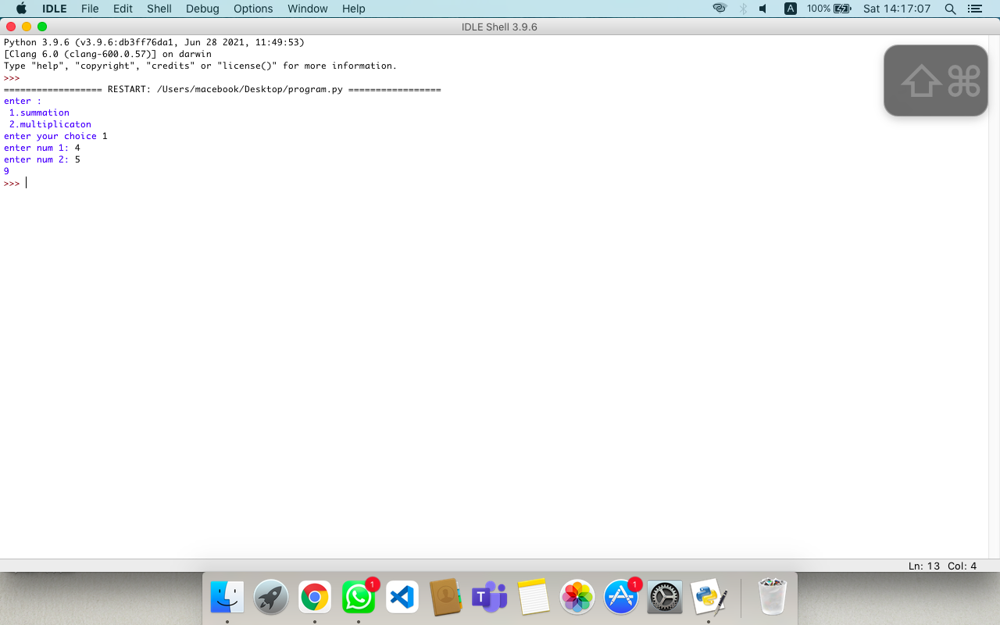 IDLE File Edit Shell Debug Options Window Help A 100% Sat 14:17:07
IDLE Shell 3.9.6
Python 3.9.6 (v3.9.6:db3ff76da1, Jun 28 2021, 11:49:53)
[Clang 6.0 (clang-600.0.57)] on darwin
Type "help", "copyright", "credits" or "license()" for more information.
>>>
================== RESTART: /Users/macebook/Desktop/program.py =================
enter :
 1.summation
 2.multiplicaton
enter your choice 1
enter num 1: 4
enter num 2: 5
9
>>>
Ln: 13 Col: 4
1 T 1